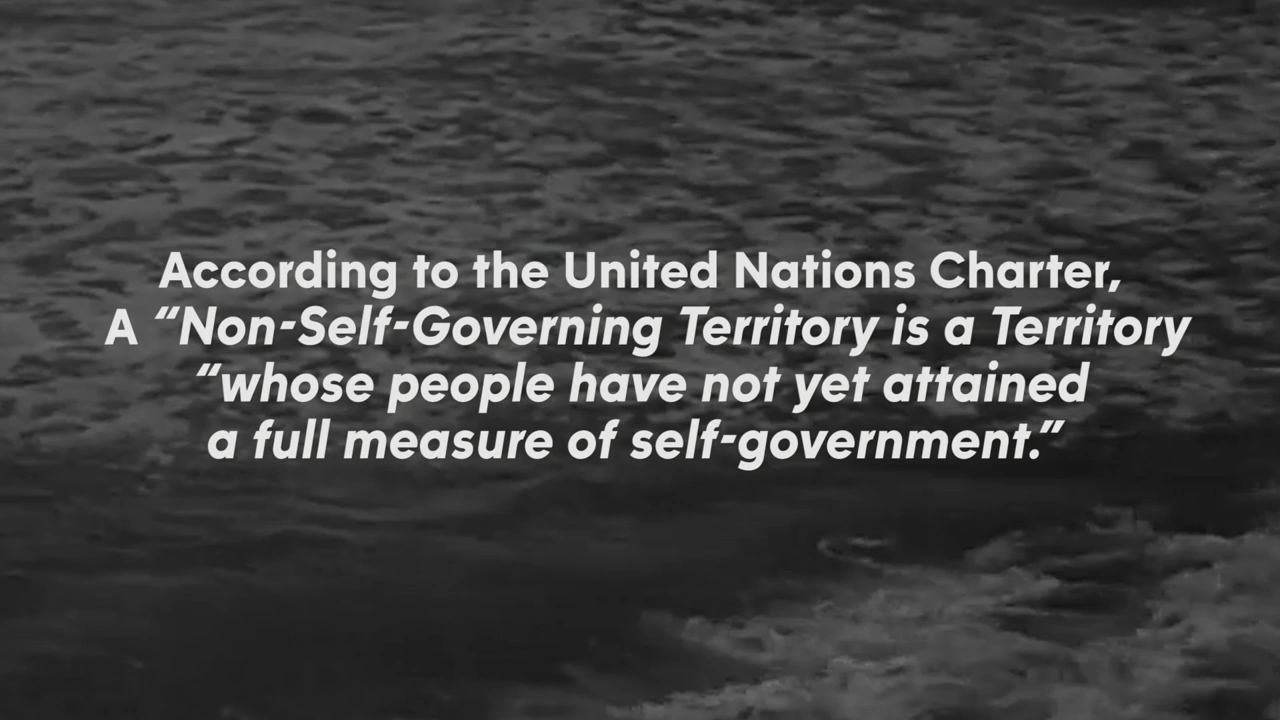 According to the United Nations Charter,
A “Non-Self-Governing Territory is a Territory
“whose people have not yet attained
a full measure of self-government.”